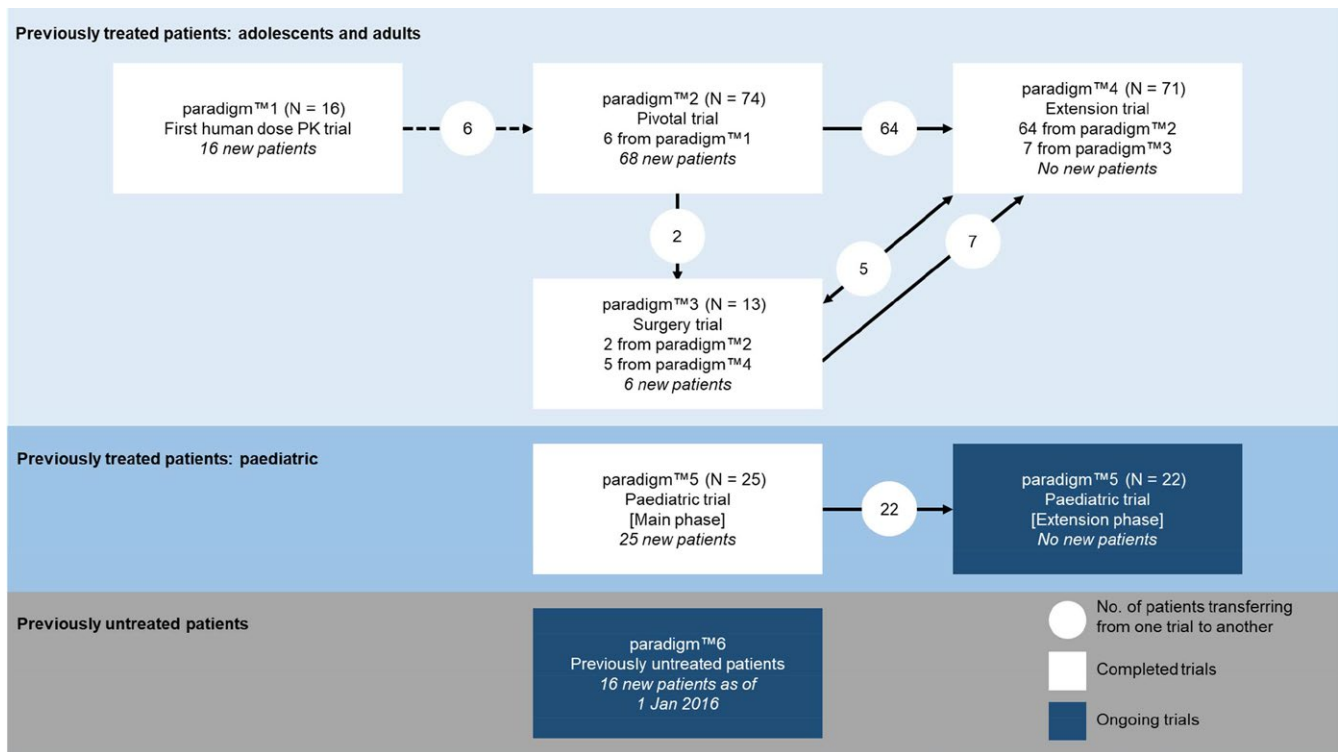 Previously treated patients: adolescents and adults
paradigm™1 (N = 16)
First human dose PK trial
16 new patients
6
paradigm™2 (N = 74)
Pivotal trial
6 from paradigm™1
68 new patients
64
paradigm™4 (N = 71)
Extension trial
64 from paradigm™2
7 from paradigm™3
No new patients
2
5
7
paradigm™3 (N = 13)
Surgery trial
2 from paradigm™2
5 from paradigm™4
6 new patients
Previously treated patients: paediatric
paradigm™5 (N = 25)
Paediatric trial
[Main phase]
25 new patients
22
paradigm™5 (N = 22)
Paediatric trial
[Extension phase]
No new patients
Previously untreated patients
paradigm™6
Previously untreated patients
16 new patients as of
1 Jan 2016
No. of patients transferring
from one trial to another
Completed trials
Ongoing trials